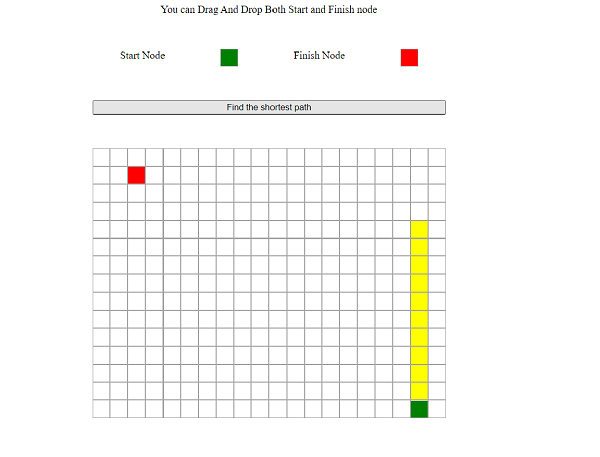 You can Drag And Drop Both Start and Finish node
Start Node
Finish Node
Find the shortest path